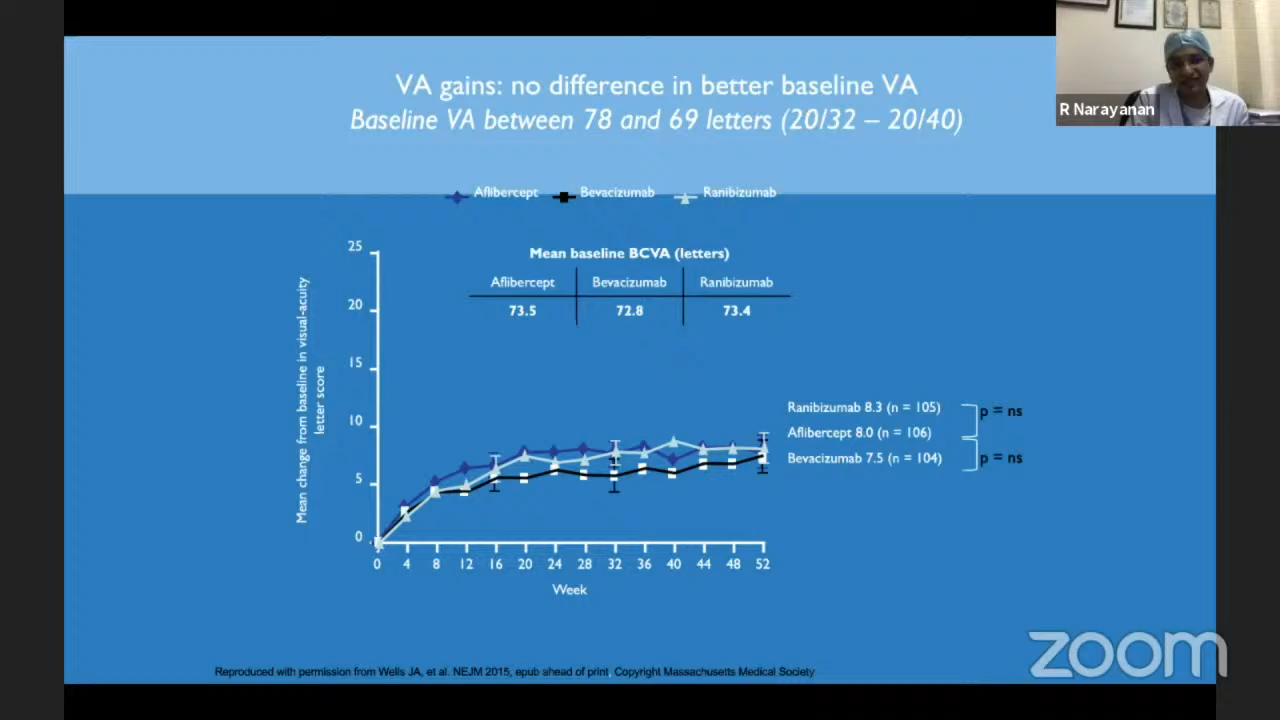 VA gains: no difference in better baseline VA
Baseline VA between 78 and 69 letters (20/32 – 20/40)
R Narayanan
Aflibercept Bevacizumab Ranibizumab
Mean baseline BCVA (letters)
Aflibercept Bevacizumab Ranibizumab
73.5 72.8 73.4
Mean change from baseline in visual-acuity
letter score
25
20
15
10
5
0
0 4 8 12 16 20 24 28 32 36 40 44 48 52
Week
Ranibizumab 8.3 (n = 105)
Aflibercept 8.0 (n = 106)
Bevacizumab 7.5 (n = 104)
p = ns
p = ns
Reproduced with permission from Wells JA, et al. NEJM 2015, epub ahead of print. Copyright Massachusetts Medical Society
zoom